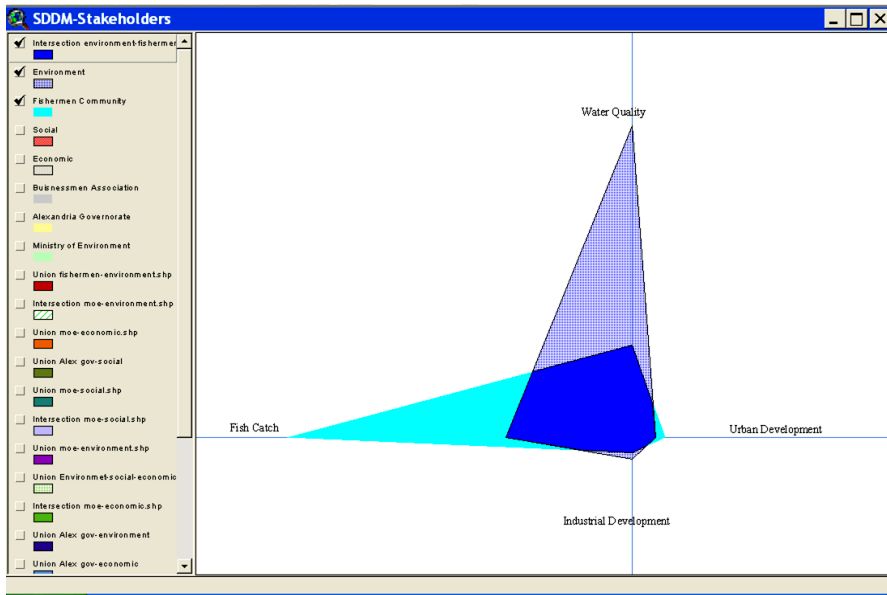 SDDM-Stakeholders
Intersection environment-fishermer
Environment
Fishermen Community
Social
Economic
Buisnessmen Association
Alexandria Governorate
Ministry of Environment
Union fishermen-environment.shp
Intersection moe-environment.shp
Union moe-economic.shp
Union Alex gov-social
Union moe-social.shp
Intersection moe-social.shp
Union moe-environment.shp
Union Environmet-social-economic
Intersection moe-economic.shp
Union Alex gov-environment
Union Alex gov-economic
Water Quality
Fish Catch
Urban Development
Industrial Development